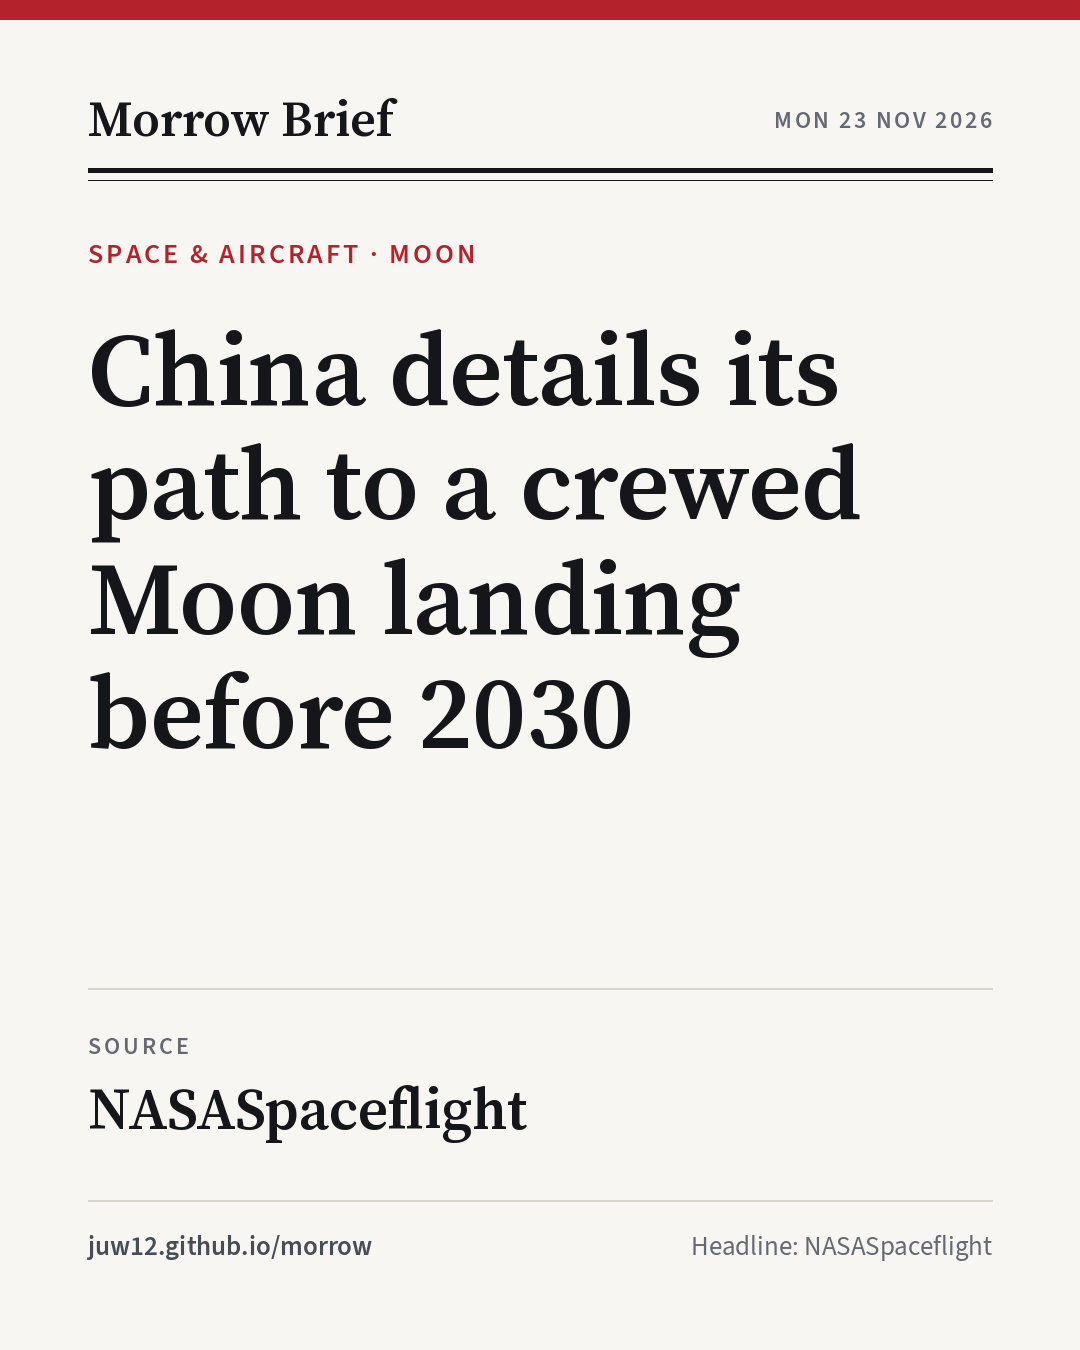 Morrow Brief
MON 23 NOV 2026
SPACE & AIRCRAFT · MOON
China details its
path to a crewed
Moon landing
before 2030
SOURCE
NASASpaceflight
juw12.github.io/morrow
Headline: NASASpaceflight